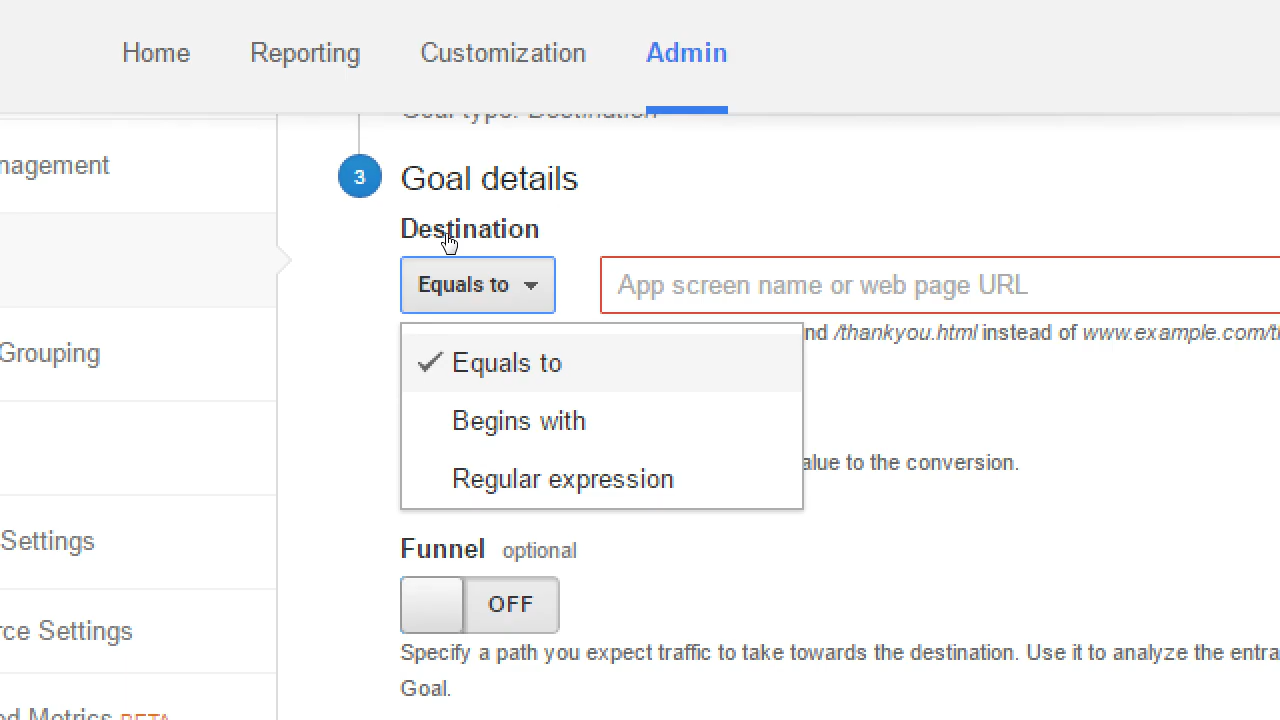 Home Reporting Customization Admin
Goal type: Destination
nagement
3 Goal details
Destination
Equals to App screen name or web page URL
nd /thankyou.html instead of www.example.com/t
Grouping
Equals to
Begins with
alue to the conversion.
Regular expression
Settings
Funnel optional
OFF
rce Settings
Specify a path you expect traffic to take towards the destination. Use it to analyze the entra
Goal.
ed Metrics BETA